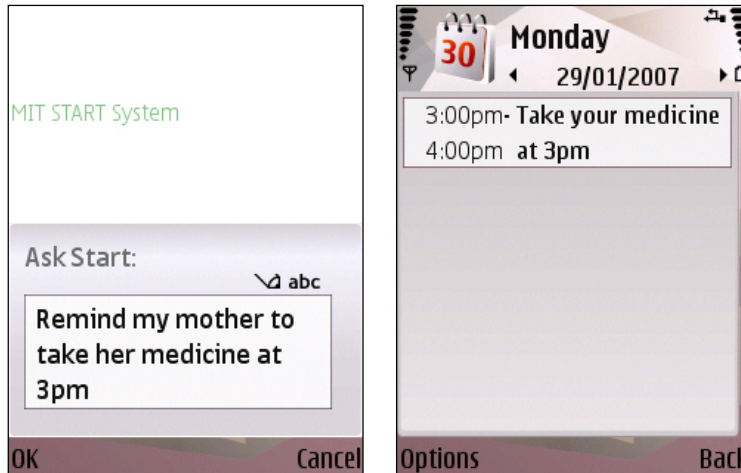 MIT START System
Ask Start:
abc
Remind my mother to
take her medicine at
3pm
OK Cancel
30
Monday
29/01/2007
3:00pm- Take your medicine
4:00pm at 3pm
Options Back